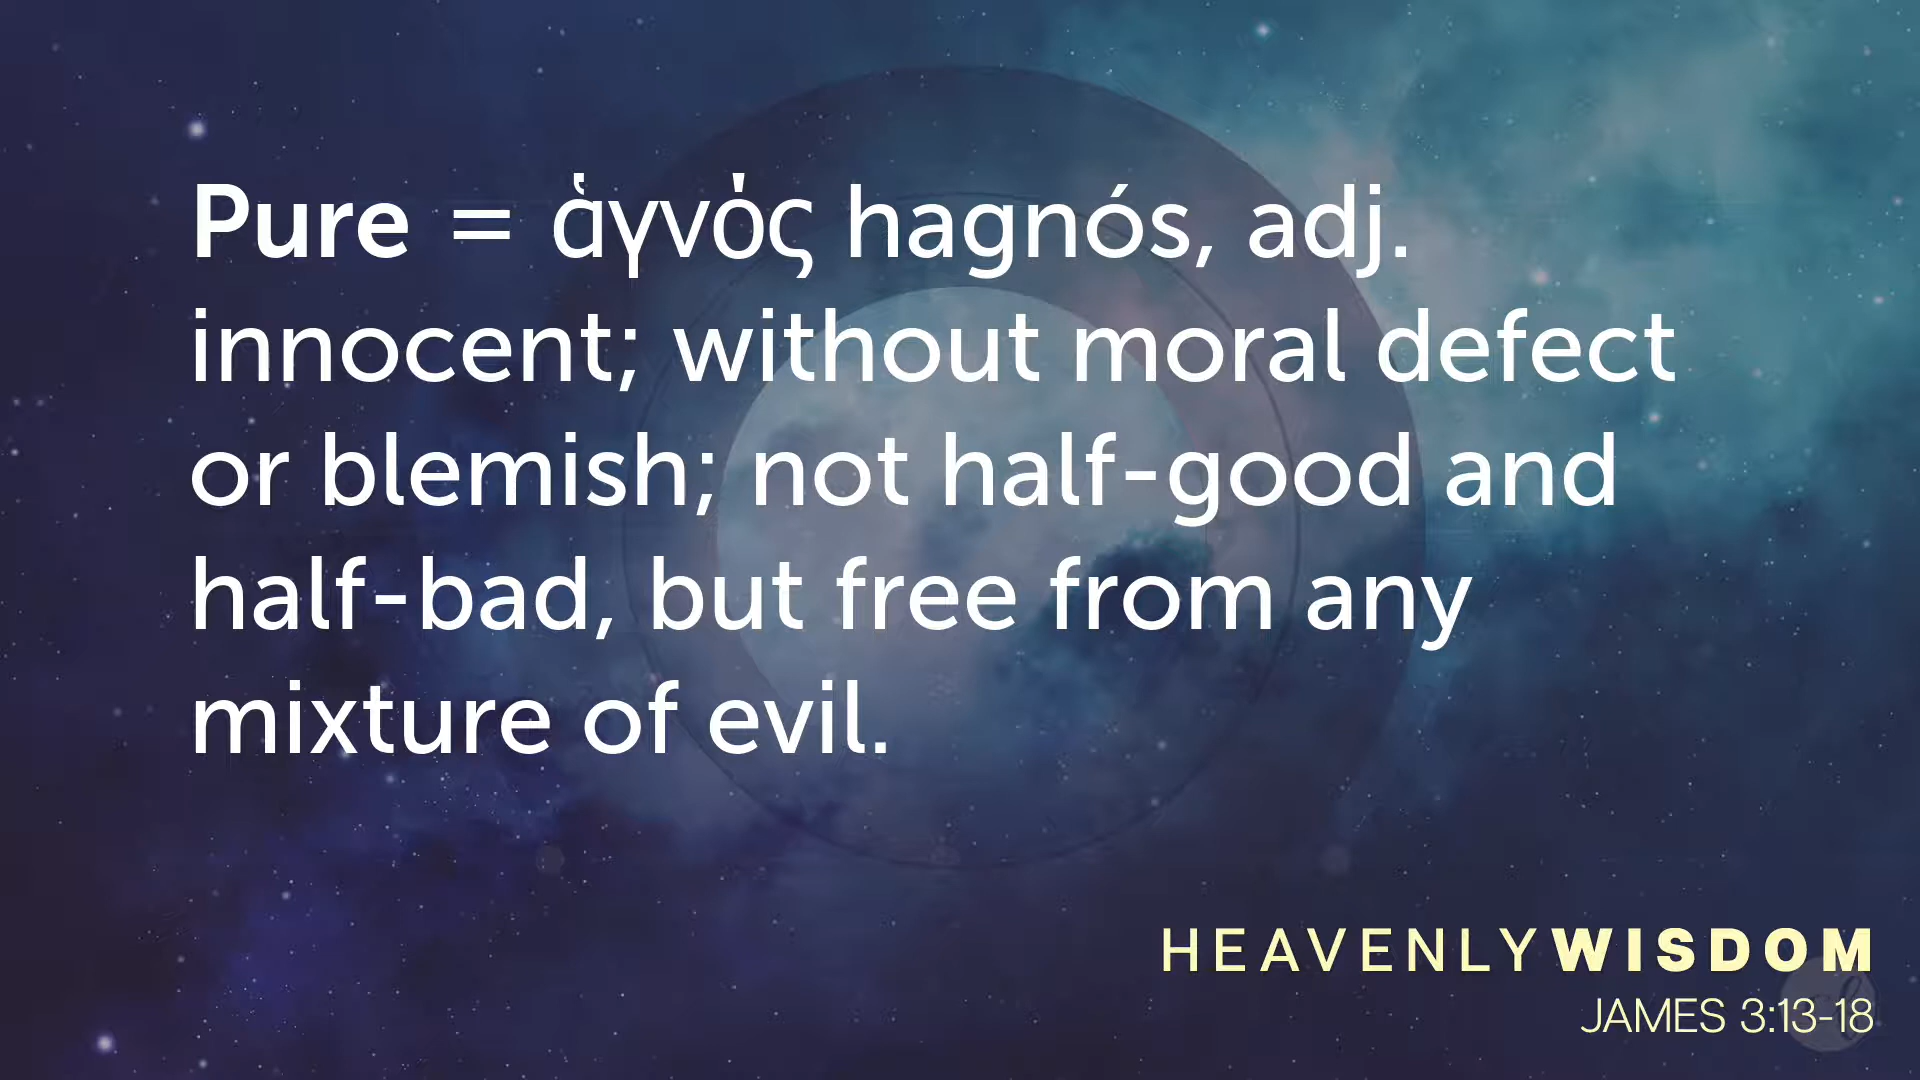 Pure = ἁγνός hagnós, adj.
innocent; without moral defect
or blemish; not half-good and
half-bad, but free from any
mixture of evil.
HEAVENLYWISDOM
JAMES 3:13-18